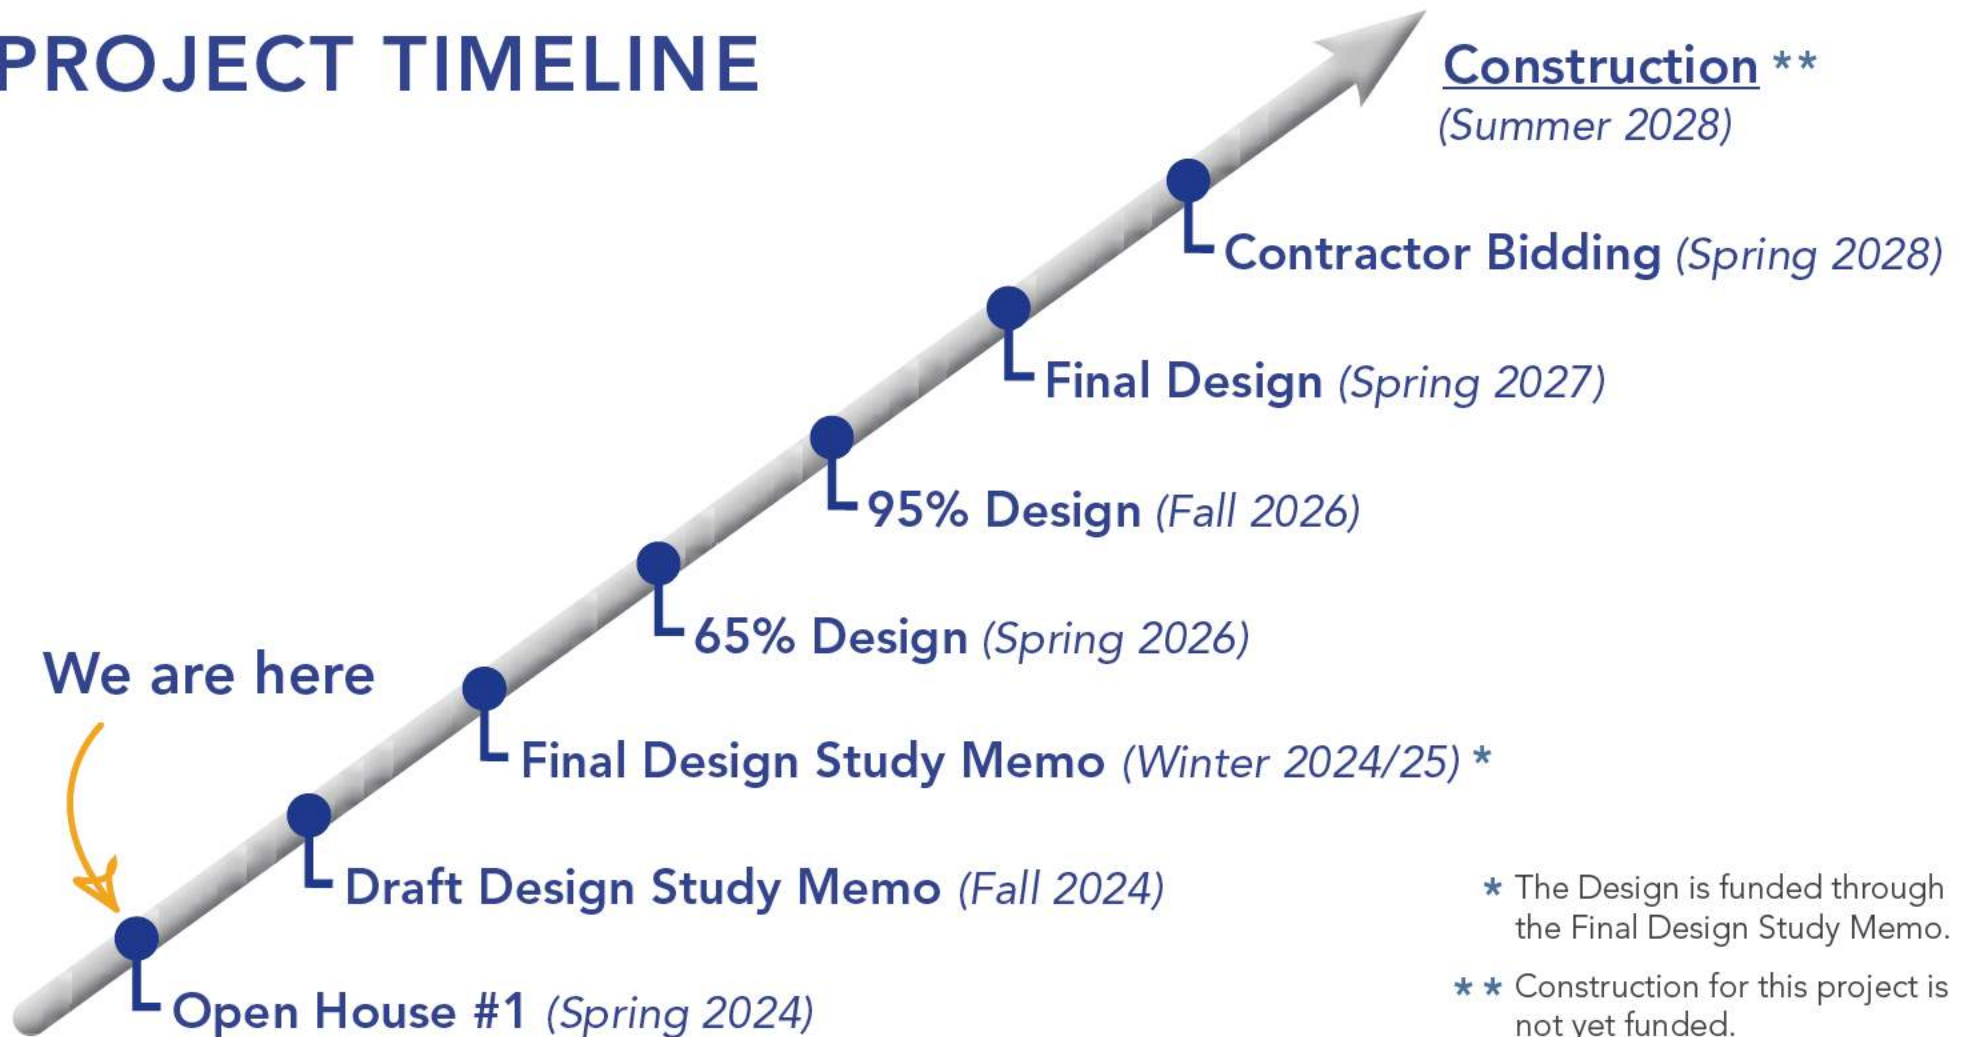 PROJECT TIMELINE
Construction **
(Summer 2028)
Contractor Bidding (Spring 2028)
Final Design (Spring 2027)
95% Design (Fall 2026)
65% Design (Spring 2026)
We are here
Final Design Study Memo (Winter 2024/25) *
Draft Design Study Memo (Fall 2024)
Open House #1 (Spring 2024)
* The Design is funded through
the Final Design Study Memo.
** Construction for this project is
not yet funded.